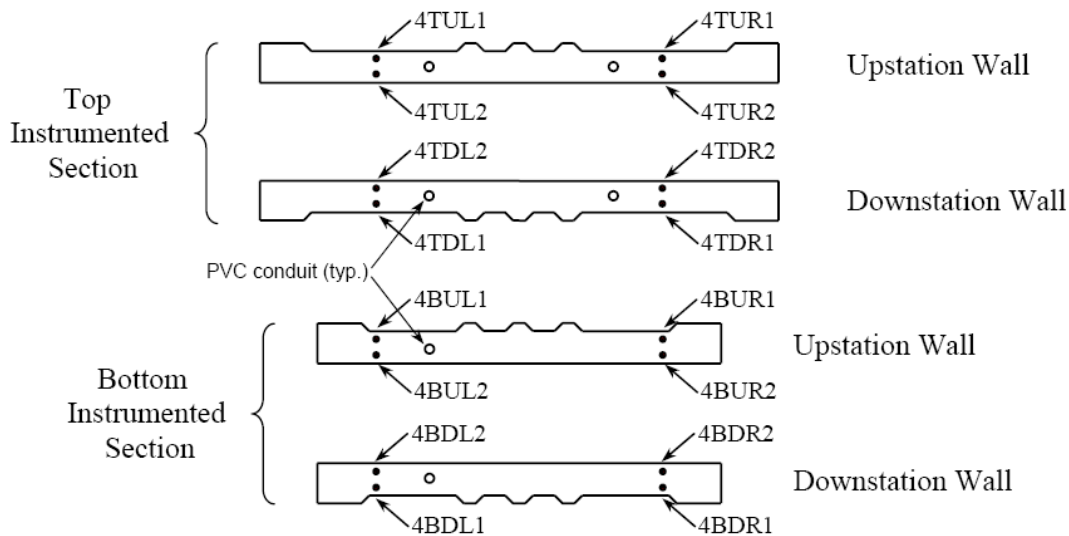 4TUL1
4TUR1
Upstation Wall
4TUL2
4TUR2
Top
Instrumented
Section
4TDL2
4TDR2
Downstation Wall
4TDL1
4TDR1
PVC conduit (typ.)
4BUL1
4BUR1
Upstation Wall
4BUL2
4BUR2
Bottom
Instrumented
Section
4BDL2
4BDR2
Downstation Wall
4BDL1
4BDR1